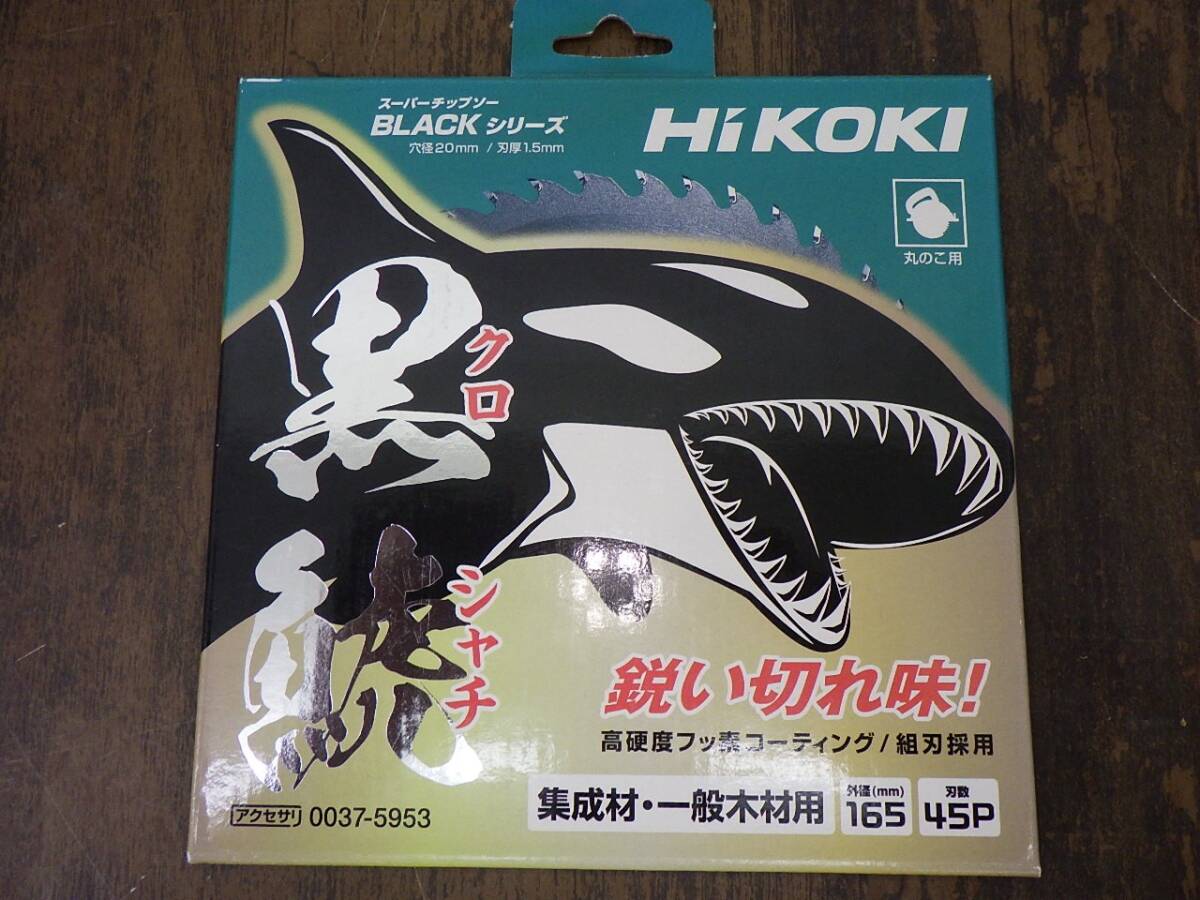 スーパーチップソー
BLACKシリーズ
穴径20mm / 刃厚1.5mm
HiKOKI
丸のこ用
黒鯱
クロ
シャチ
鋭い切れ味!
高硬度フッ素コーティング/組刃採用
アクセサリ 0037-5953
集成材・一般木材用
外径(mm)
165
刃数
45P